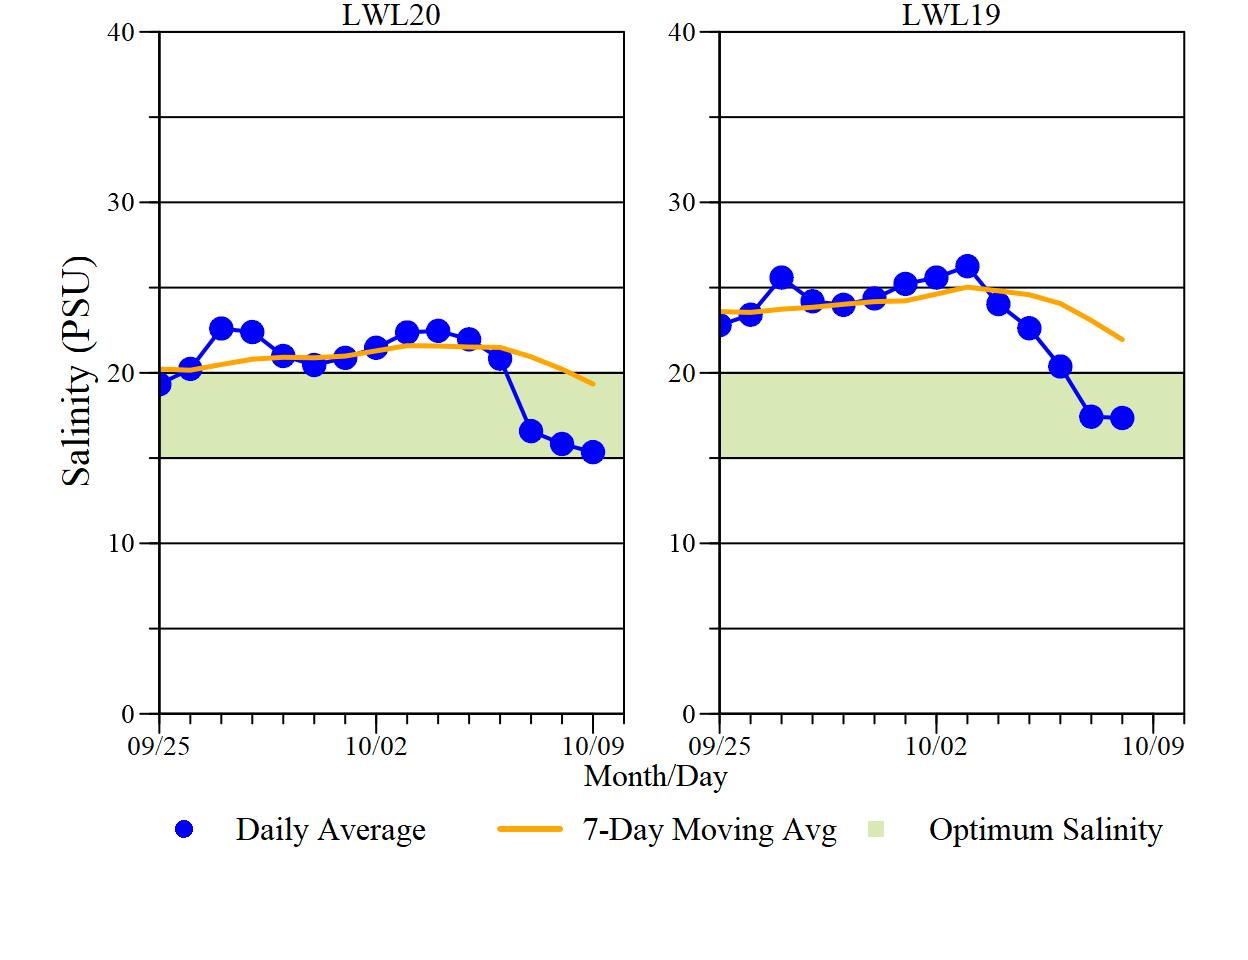 LWL20
LWL19
40
30
20
10
0
40
30
20
10
0
Salinity (PSU)
09/25
10/02
10/09
09/25
10/02
10/09
Month/Day
Daily Average
7-Day Moving Avg
Optimum Salinity